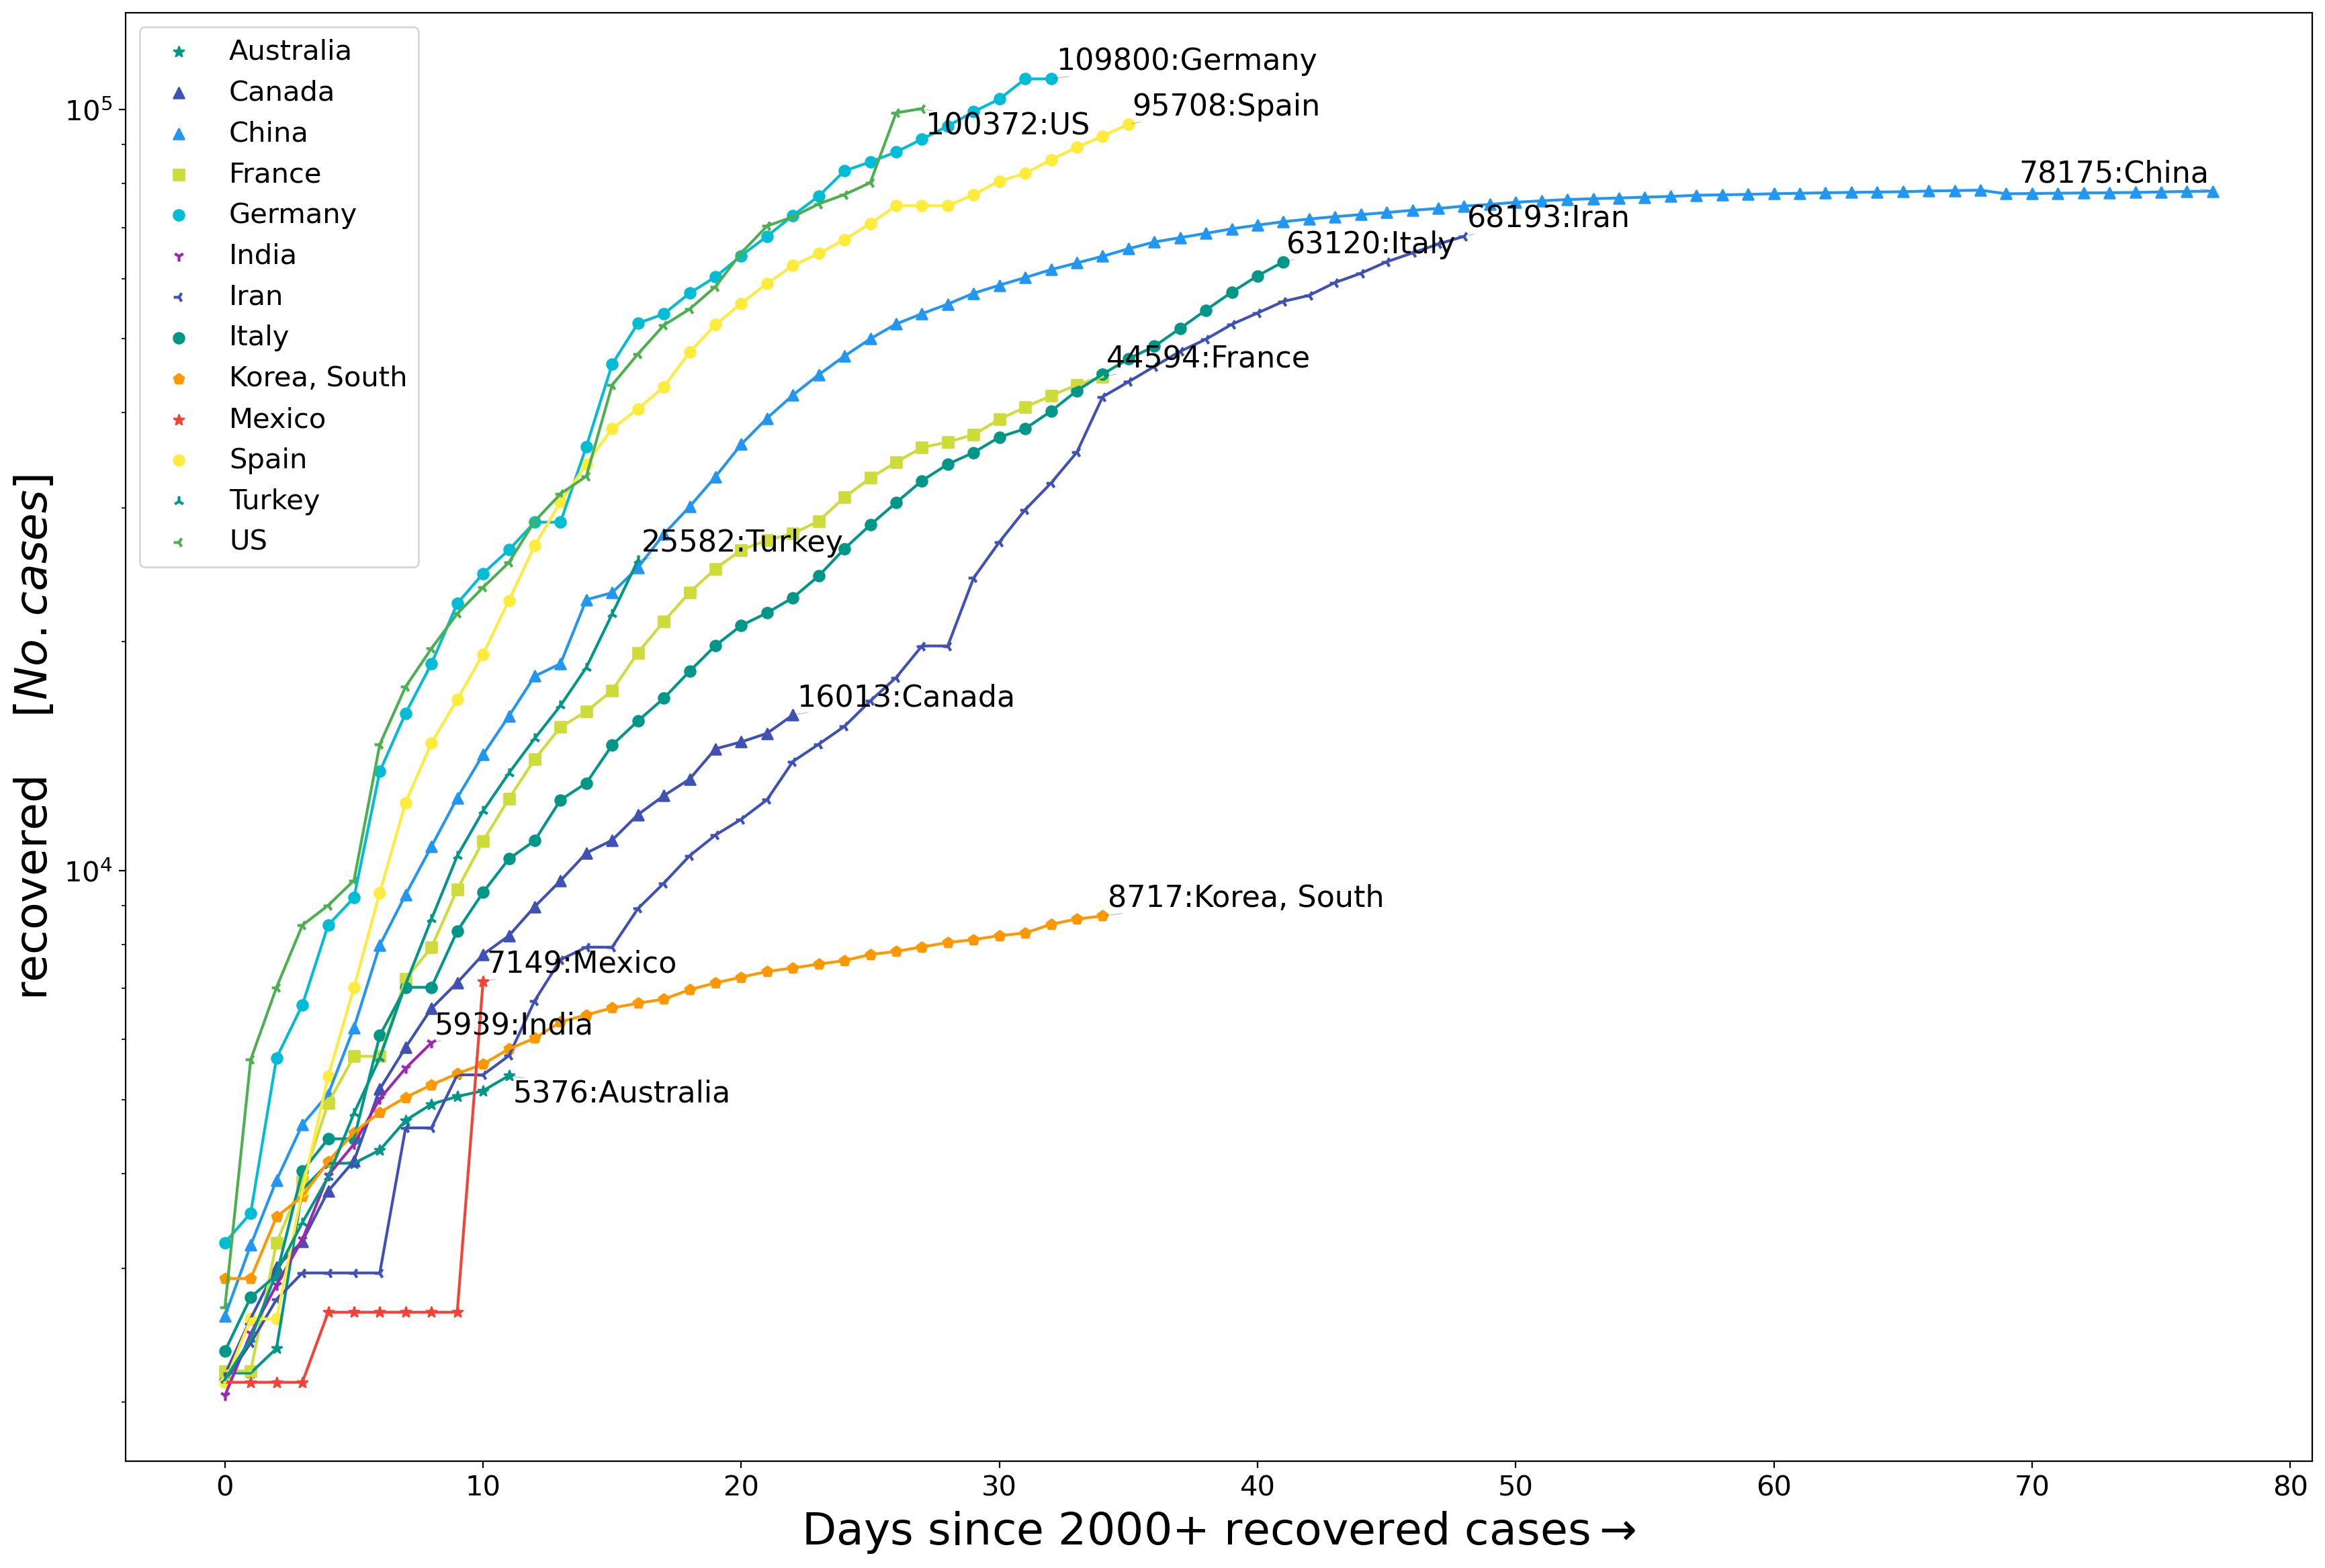 Australia
Canada
China
France
Germany
India
Iran
Italy
Korea, South
Mexico
Spain
Turkey
US
109800:Germany
95708:Spain
100372:US
78175:China
68193:Iran
63120:Italy
44594:France
25582:Turkey
16013:Canada
8717:Korea, South
7149:Mexico
5939:India
5376:Australia
10⁵
10⁴
recovered [No. cases]
0 10 20 30 40 50 60 70 80
Days since 2000+ recovered cases→